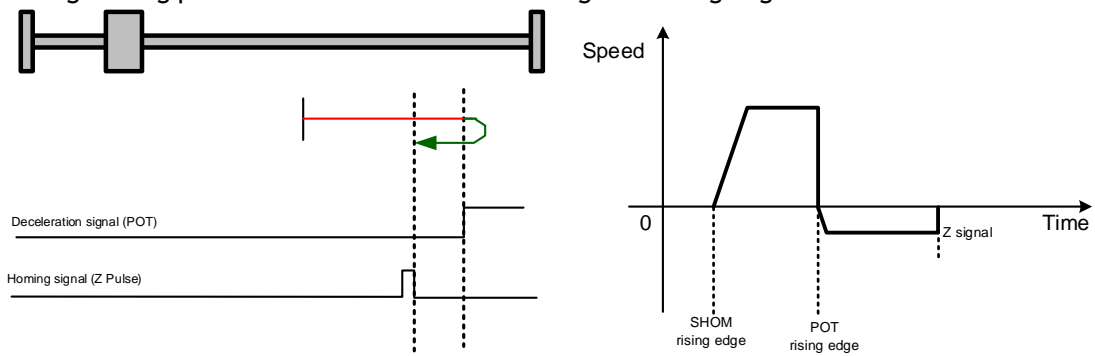 Deceleration signal (POT)
Homing signal (Z Pulse)
Speed
0
Time
Z signal
SHOM
rising edge
POT
rising edge